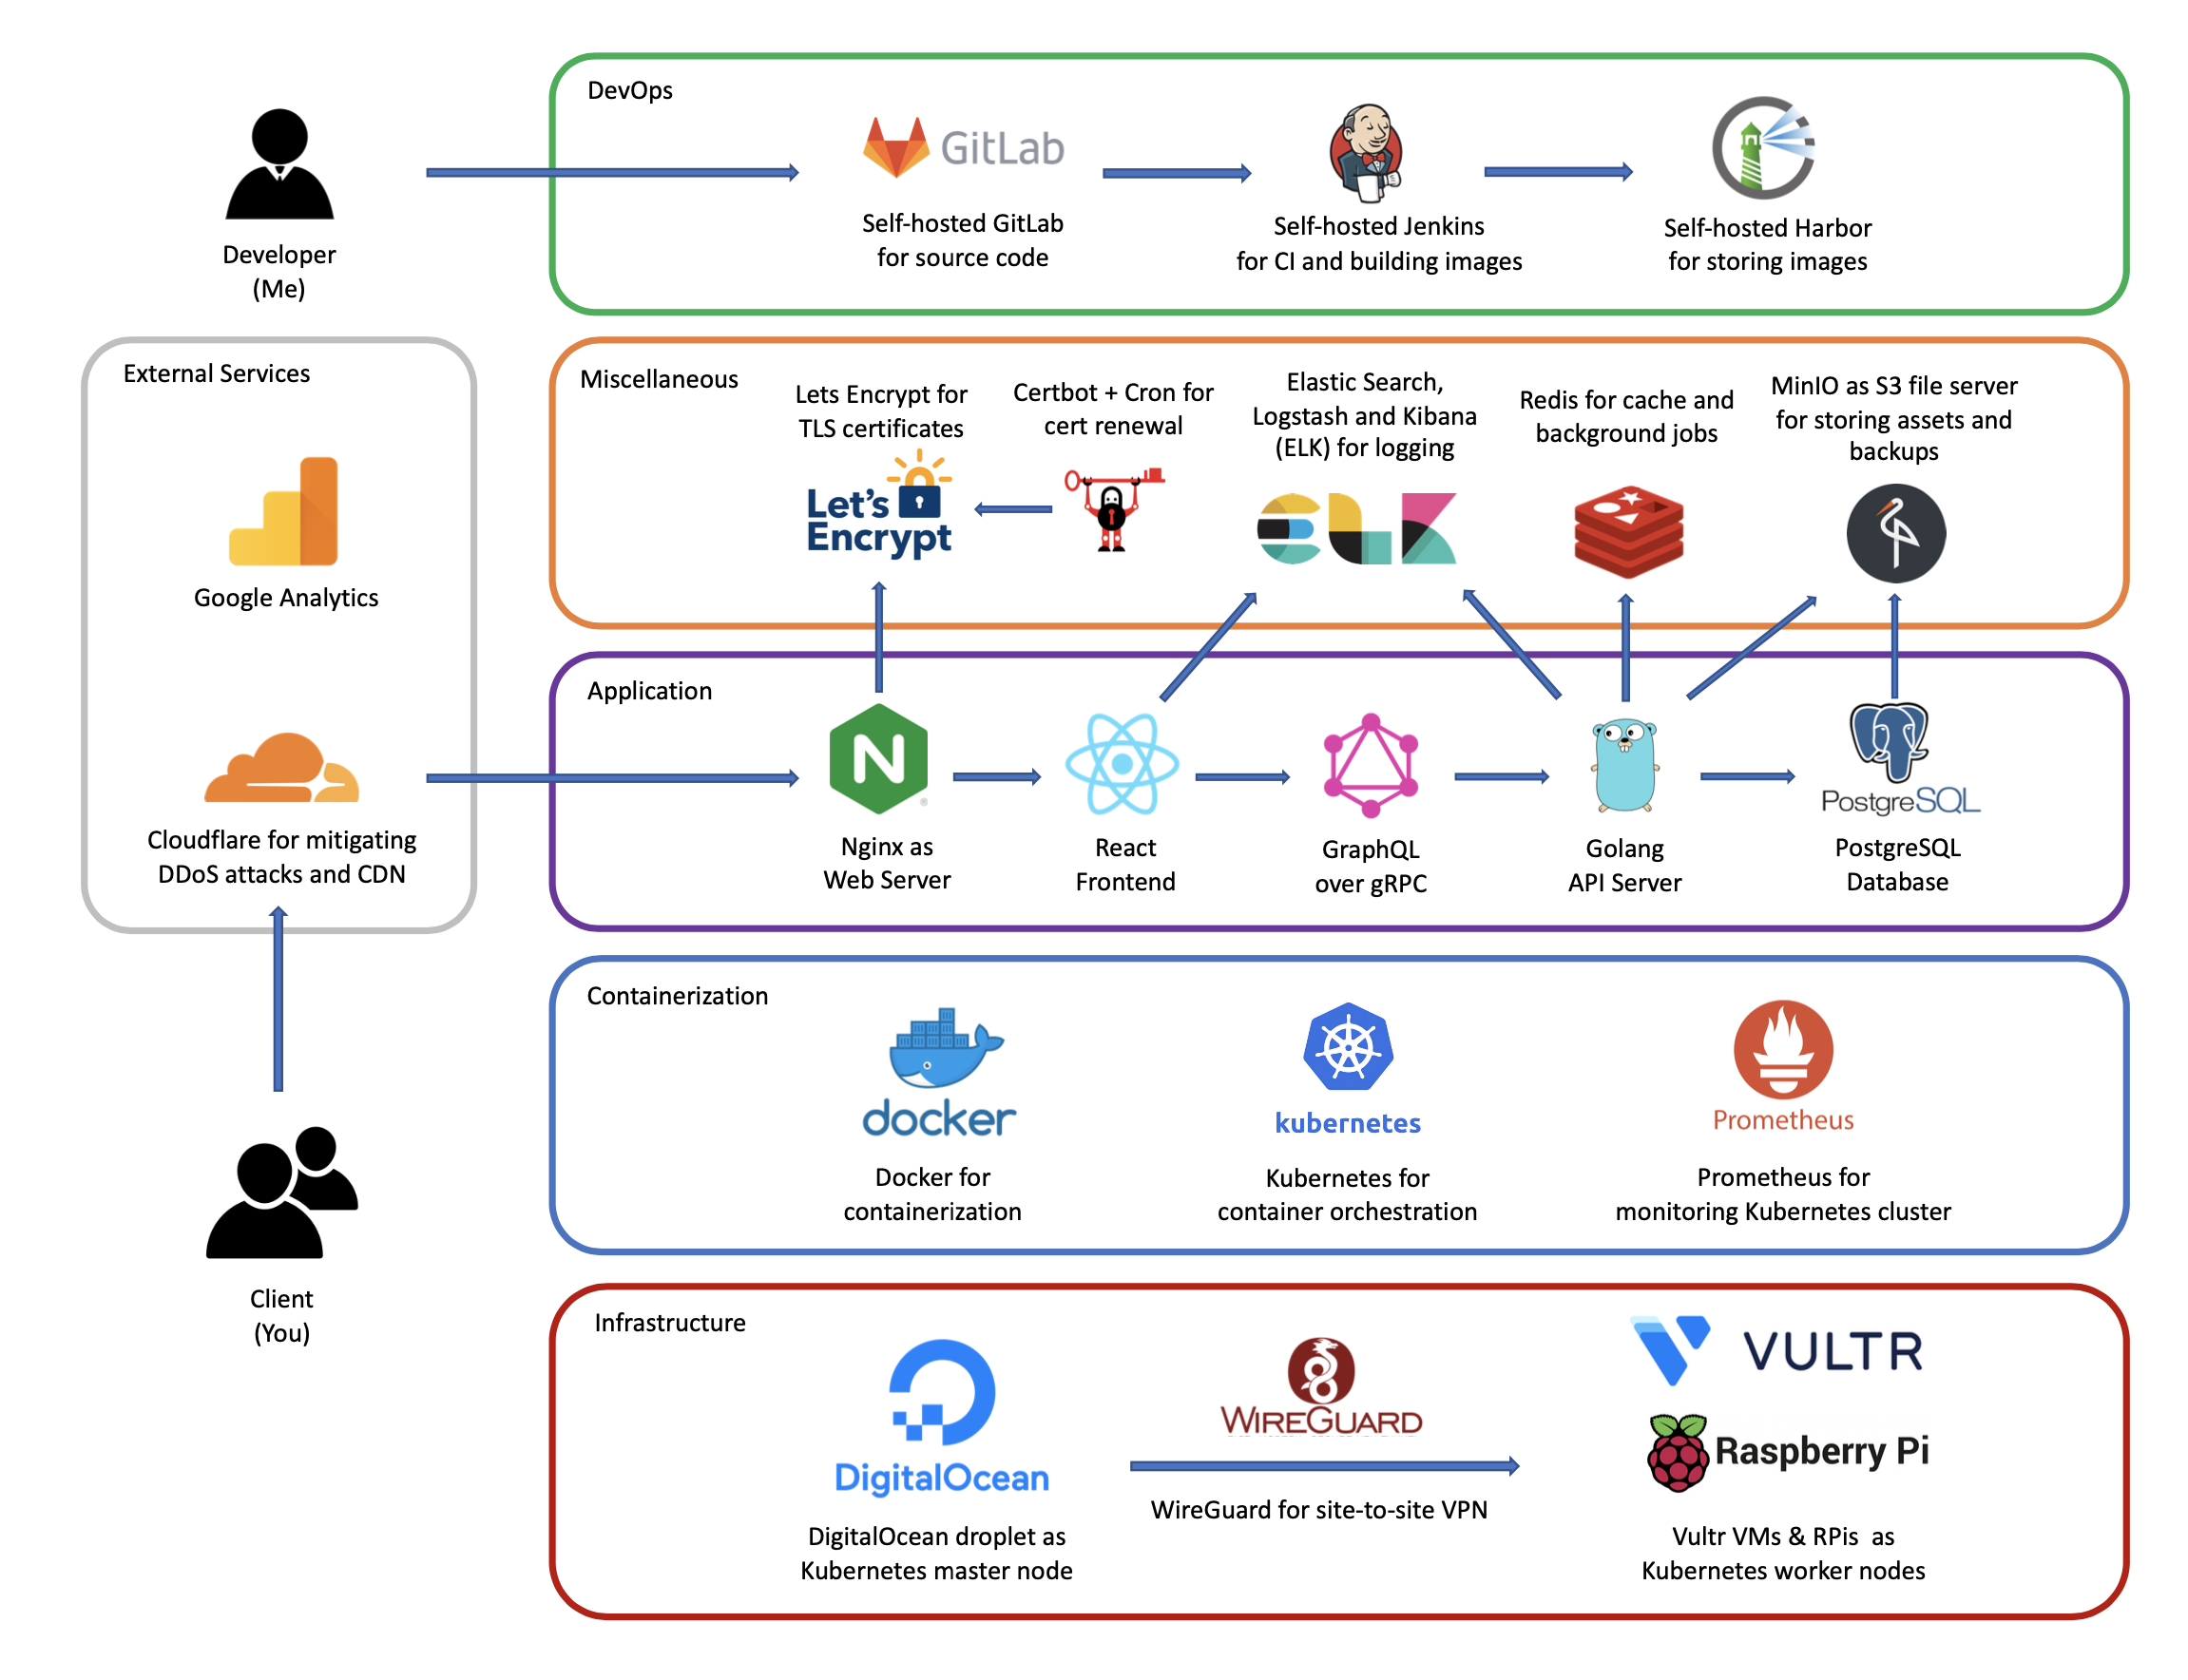 DevOps
GitLab
Self-hosted GitLab
for source code
Self-hosted Jenkins
for CI and building images
Self-hosted Harbor
for storing images
Developer
(Me)
External Services
Google Analytics
Cloudflare for mitigating
DDoS attacks and CDN
Client
(You)
Miscellaneous
Lets Encrypt for
TLS certificates
Let's
Encrypt
Certbot + Cron for
cert renewal
Elastic Search,
Logstash and Kibana
(ELK) for logging
ELK
Redis for cache and
background jobs
MinIO as S3 file server
for storing assets and
backups
Application
N
®
Nginx as
Web Server
React
Frontend
GraphQL
over gRPC
Golang
API Server
PostgreSQL
PostgreSQL
Database
Containerization
docker
Docker for
containerization
kubernetes
Kubernetes for
container orchestration
Prometheus
Prometheus for
monitoring Kubernetes cluster
Infrastructure
DigitalOcean
DigitalOcean droplet as
Kubernetes master node
WIREGUARD
WireGuard for site-to-site VPN
VULTR
Raspberry Pi
Vultr VMs & RPis  as
Kubernetes worker nodes